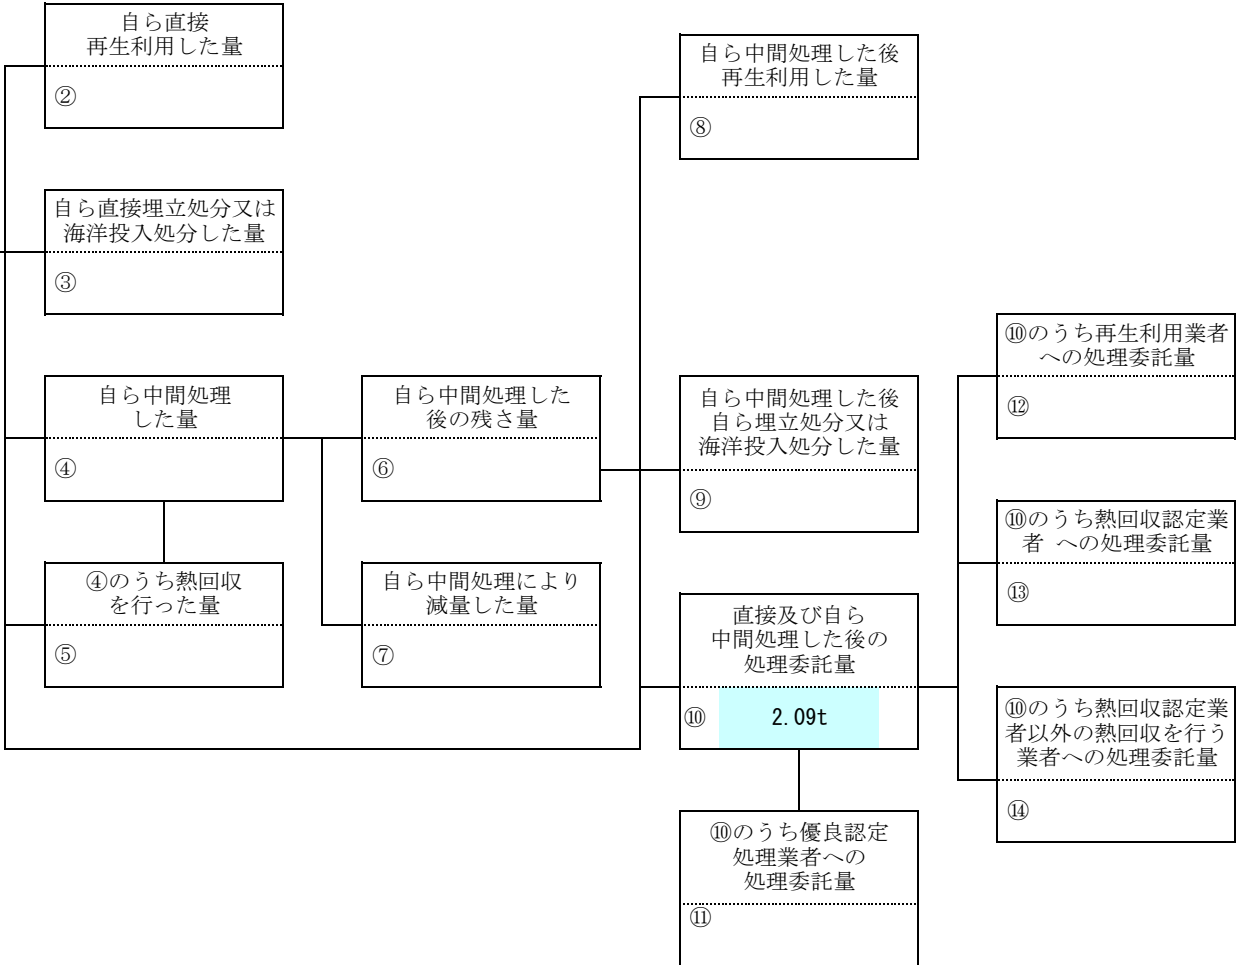 自ら直接
再生利用した量
②
自ら直接埋立処分又は
海洋投入処分した量
③
自ら中間処理
した量
④
④のうち熱回収
を行った量
⑤
自ら中間処理した
後の残さ量
⑥
自ら中間処理により
減量した量
⑦
自ら中間処理した後
再生利用した量
⑧
自ら中間処理した後
自ら埋立処分又は
海洋投入処分した量
⑨
直接及び自ら
中間処理した後の
処理委託量
⑩ 2.09t
⑩のうち優良認定
処理業者への
処理委託量
⑪
⑩のうち再生利用業者
への処理委託量
⑫
⑩のうち熱回収認定業
者 への処理委託量
⑬
⑩のうち熱回収認定業
者以外の熱回収を行う
業者への処理委託量
⑭